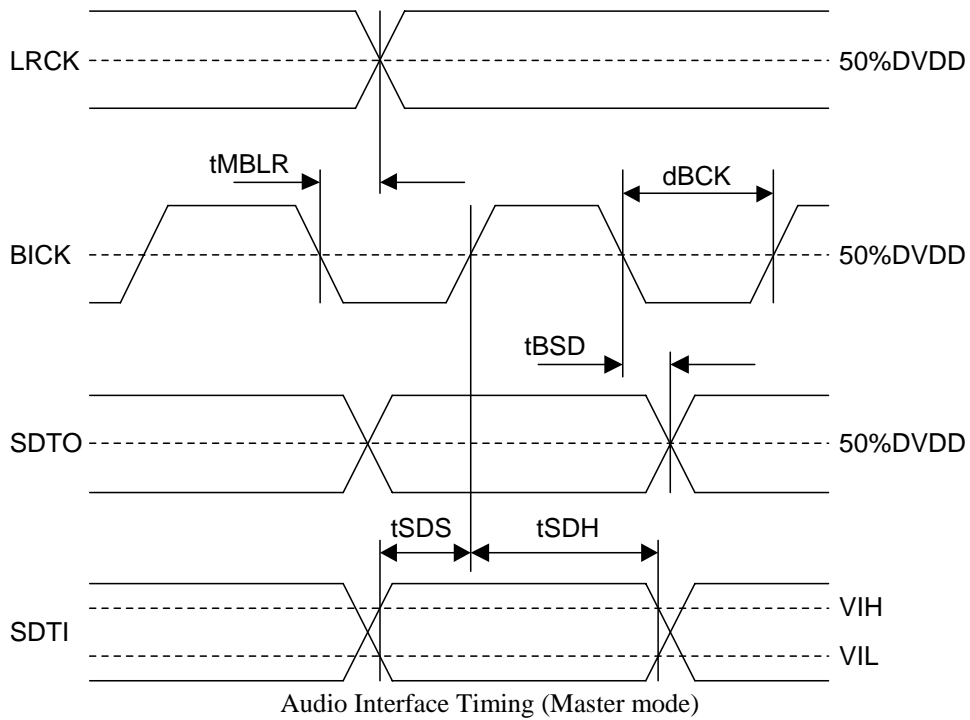 LRCK
50%DVDD
tMBLR
dBCK
BICK
50%DVDD
tBSD
SDTO
50%DVDD
tSDS
tSDH
VIH
SDTI
VIL
Audio Interface Timing (Master mode)